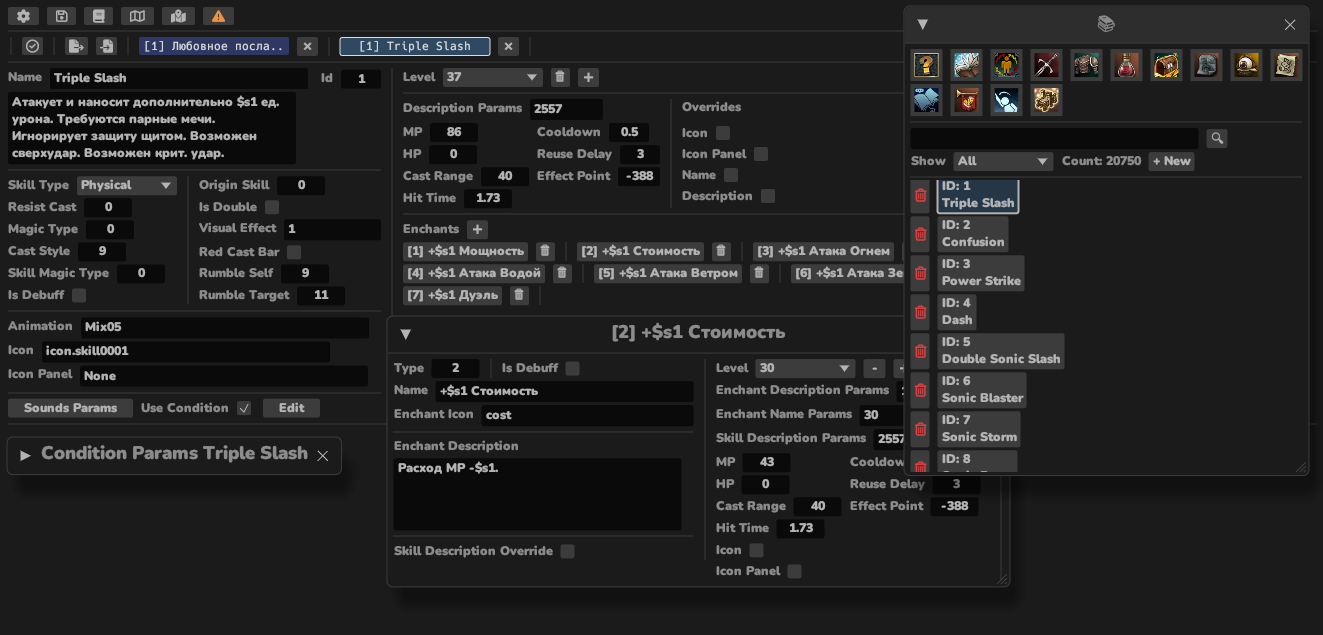 [1] Любовное посла..
[1] Triple Slash
Name Triple Slash Id 1
Атакует и наносит дополнительно $s1 ед.
урона. Требуются парные мечи.
Игнорирует защиту щитом. Возможен
сверхудар. Возможен крит. удар.
Skill Type Physical
Resist Cast 0
Magic Type 0
Cast Style 9
Skill Magic Type 0
Is Debuff
Origin Skill 0
Is Double
Visual Effect 1
Red Cast Bar
Rumble Self 9
Rumble Target 11
Animation Mix05
Icon icon.skill0001
Icon Panel None
Sounds Params Use Condition Edit
Condition Params Triple Slash
Level 37
Description Params 2557
MP 86 Cooldown 0.5
HP 0 Reuse Delay 3
Cast Range 40 Effect Point -388
Hit Time 1.73
Overrides
Icon
Icon Panel
Name
Description
Enchants +
[1] +$s1 Мощность [2] +$s1 Стоимость [3] +$s1 Атака Огнем
[4] +$s1 Атака Водой [5] +$s1 Атака Ветром [6] +$s1 Атака Зе
[7] +$s1 Дуэль
[2] +$s1 Стоимость
Type 2 Is Debuff
Name +$s1 Стоимость
Enchant Icon cost
Enchant Description
Расход MP -$s1.
Skill Description Override
Level 30 -
Enchant Description Params
Enchant Name Params 30
Skill Description Params 2557
MP 43 Cooldow
HP 0 Reuse Delay 3
Cast Range 40 Effect Point -388
Hit Time 1.73
Icon
Icon Panel
Show All Count: 20750 + New
ID: 1
Triple Slash
ID: 2
Confusion
ID: 3
Power Strike
ID: 4
Dash
ID: 5
Double Sonic Slash
ID: 6
Sonic Blaster
ID: 7
Sonic Storm
ID: 8